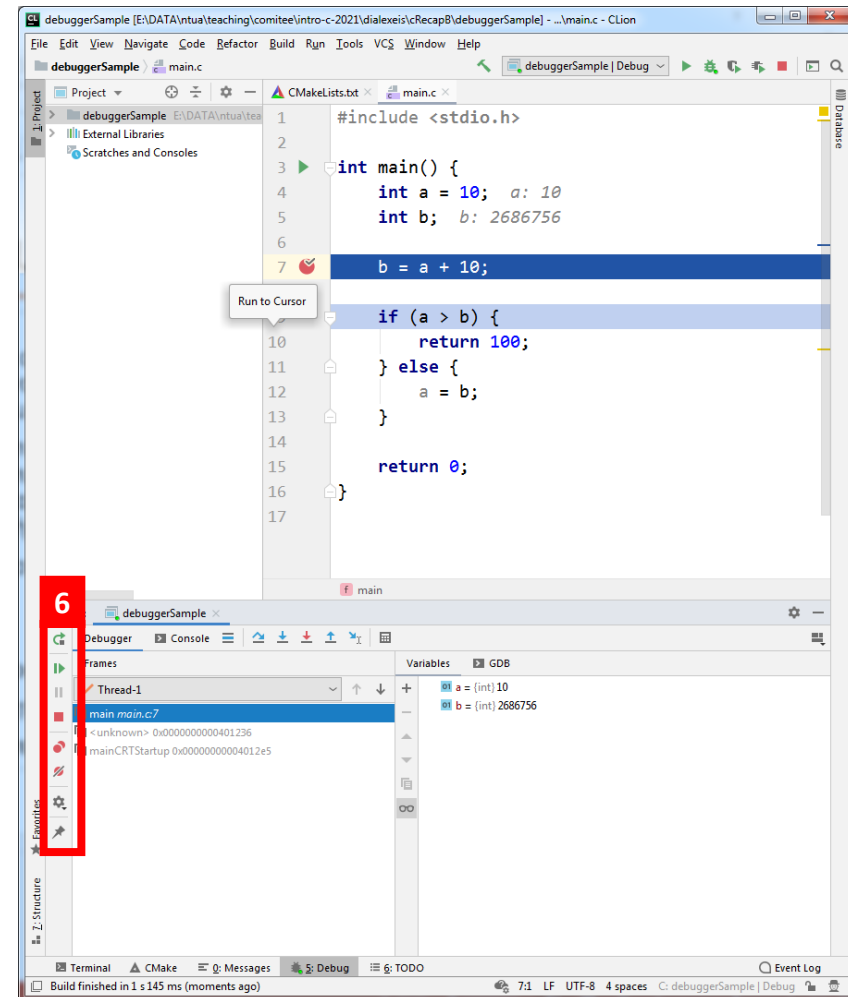 debuggerSample [E:\DATA\ntua\teaching\comitee\intro-c-2021\dialexeis\cRecapB\debuggerSample] - ...\main.c - CLion
File Edit View Navigate Code Refactor Build Run Tools VCS Window Help
debuggerSample main.c debuggerSample | Debug
1: Project
Project
CMakeLists.txt main.c
debuggerSample E:\DATA\ntua\tea
External Libraries
Scratches and Consoles
Database
1 #include <stdio.h>
2
3 int main() {
4 int a = 10; a: 10
5 int b; b: 2686756
6
7 b = a + 10;
Run to Cursor
if (a > b) {
10 return 100;
11 } else {
12 a = b;
13 }
14
15 return 0;
16 }
17
f main
6
debuggerSample
Debugger Console
Frames Variables GDB
Thread-1
main main.c:7
<unknown> 0x0000000000401236
mainCRTStartup 0x00000000004012e5
01 a = {int} 10
01 b = {int} 2686756
Favorites
Z: Structure
Terminal CMake 0: Messages 5: Debug 6: TODO Event Log
Build finished in 1 s 145 ms (moments ago) 7:1 LF UTF-8 4 spaces C: debuggerSample | Debug